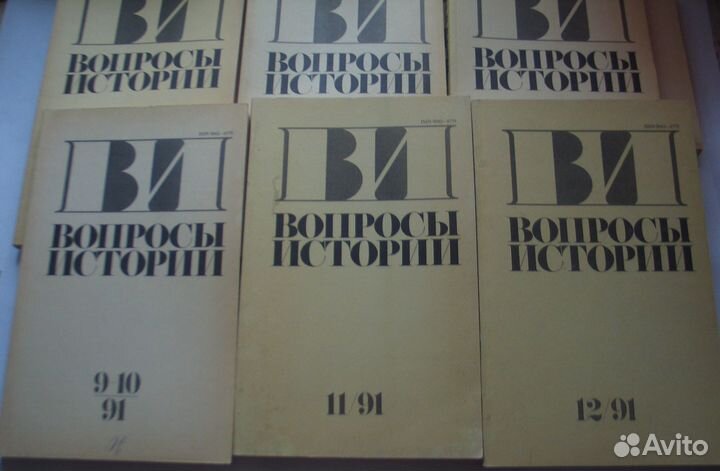 ВИ
ВОПРОСЫ
ИСТОРИИ
ВИ
ВОПРОСЫ
ИСТОРИИ
ВИ
ВОПРОСЫ
ИСТОРИИ
ВИ
ВОПРОСЫ
ИСТОРИИ
9-10
91
ВИ
ВОПРОСЫ
ИСТОРИИ
11/91
ВИ
ВОПРОСЫ
ИСТОРИИ
12/91
Avito